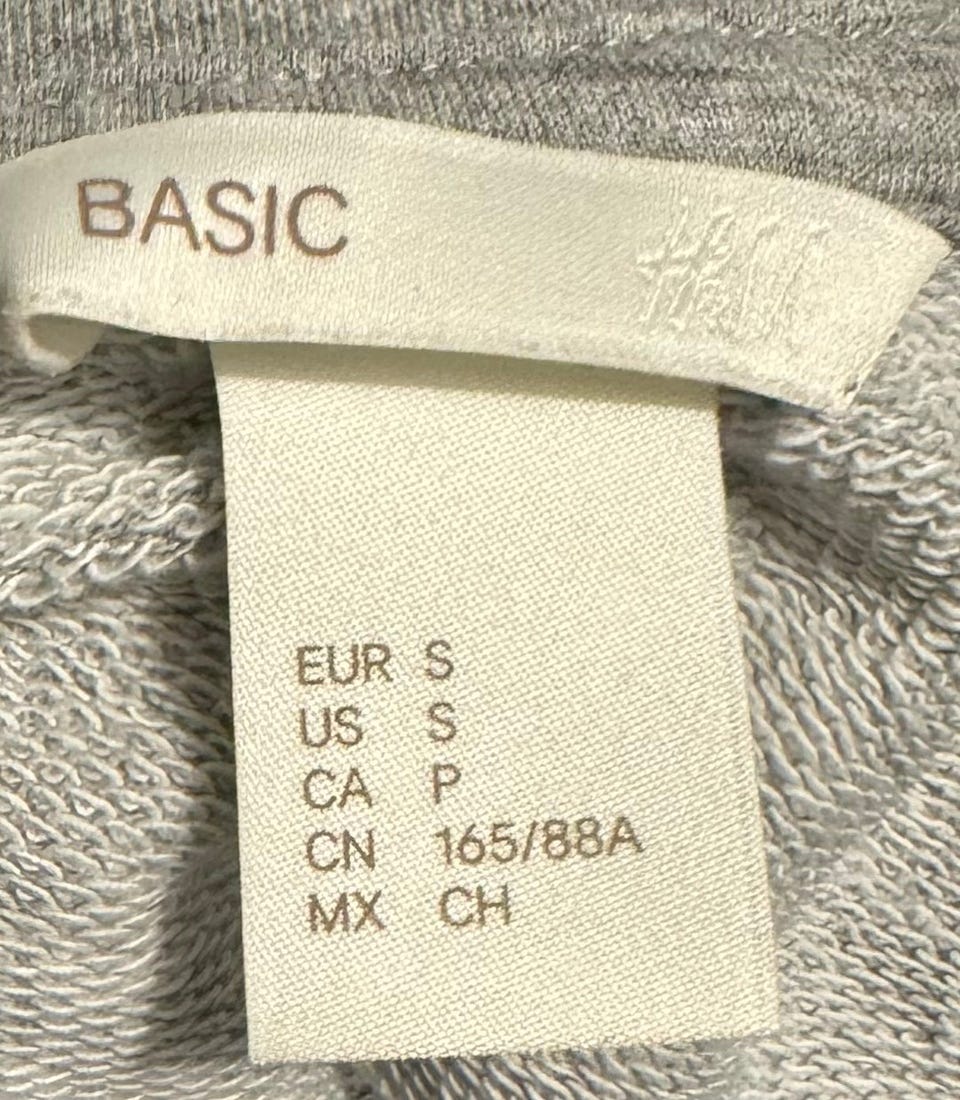 BASIC
EUR S
US S
CA P
CN 165/88A
MX CH